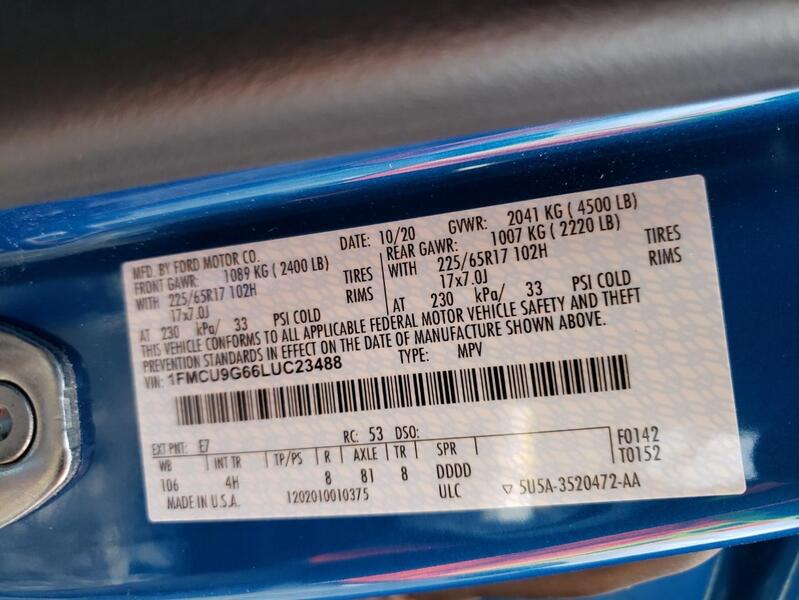 MFD. BY FORD MOTOR CO. DATE: 10/20 GVWR: 2041 KG ( 4500 LB)
FRONT GAWR: 1089 KG ( 2400 LB) REAR GAWR: 1007 KG ( 2220 LB)
WITH 225/65R17 102H TIRES WITH 225/65R17 102H TIRES
17x7.0J RIMS 17x7.0J RIMS
AT 230 kPa/ 33 PSI COLD AT 230 kPa/ 33 PSI COLD
THIS VEHICLE CONFORMS TO ALL APPLICABLE FEDERAL MOTOR VEHICLE SAFETY AND THEFT
PREVENTION STANDARDS IN EFFECT ON THE DATE OF MANUFACTURE SHOWN ABOVE.
VIN: 1FMCU9G66LUC23488 TYPE: MPV
EXT PNT: E7 RC: 53 DSO: F0142
WB INT TR TP/PS R AXLE TR SPR T0152
106 4H 8 81 8 DDDD
MADE IN U.S.A. 1202010010375 ULC ▽ 5U5A-3520472-AA